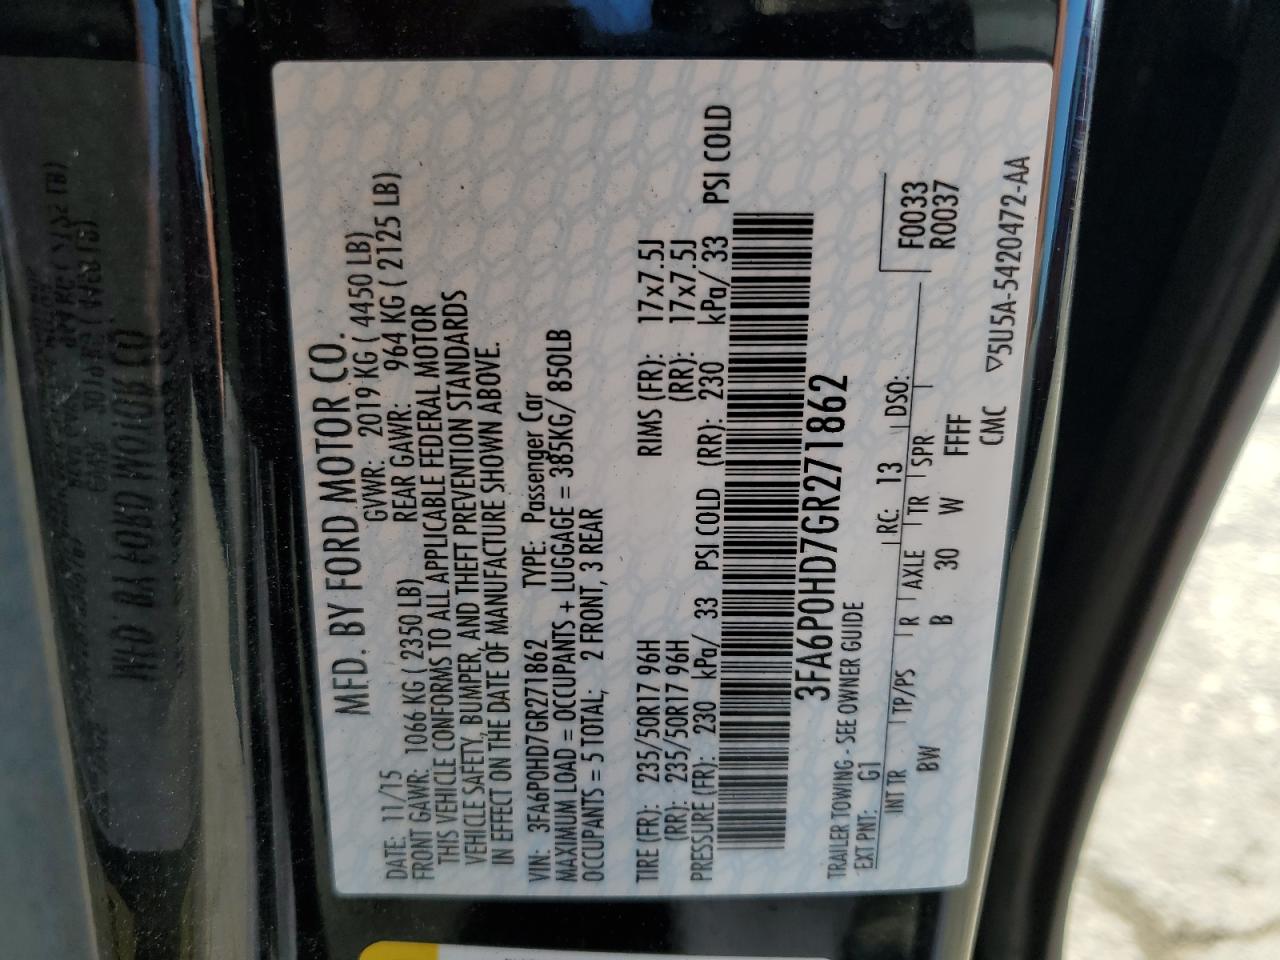 MFD. BY FORD MOTOR CO.
DATE: 11/15 GVWR: 2019 KG ( 4450 LB)
FRONT GAWR: 1066 KG ( 2350 LB) REAR GAWR: 964 KG ( 2125 LB)
THIS VEHICLE CONFORMS TO ALL APPLICABLE FEDERAL MOTOR
VEHICLE SAFETY, BUMPER, AND THEFT PREVENTION STANDARDS
IN EFFECT ON THE DATE OF MANUFACTURE SHOWN ABOVE.
VIN: 3FA6P0HD7GR271862 TYPE: Passenger Car
MAXIMUM LOAD = OCCUPANTS + LUGGAGE = 385KG/ 850LB
OCCUPANTS = 5 TOTAL, 2 FRONT, 3 REAR
TIRE (FR): 235/50R17 96H RIMS (FR): 17x7.5J
(RR): 235/50R17 96H (RR): 17x7.5J
PRESSURE (FR): 230 kPa/ 33 PSI COLD (RR): 230 kPa/ 33 PSI COLD
3FA6P0HD7GR271862
TRAILER TOWING - SEE OWNER GUIDE
EXT PNT: G1 RC: 13 DSO: F0033
INT TR TP/PS R AXLE TR SPR R0037
BW B 30 W FFFF
CMC ▽5U5A-5420472-AA